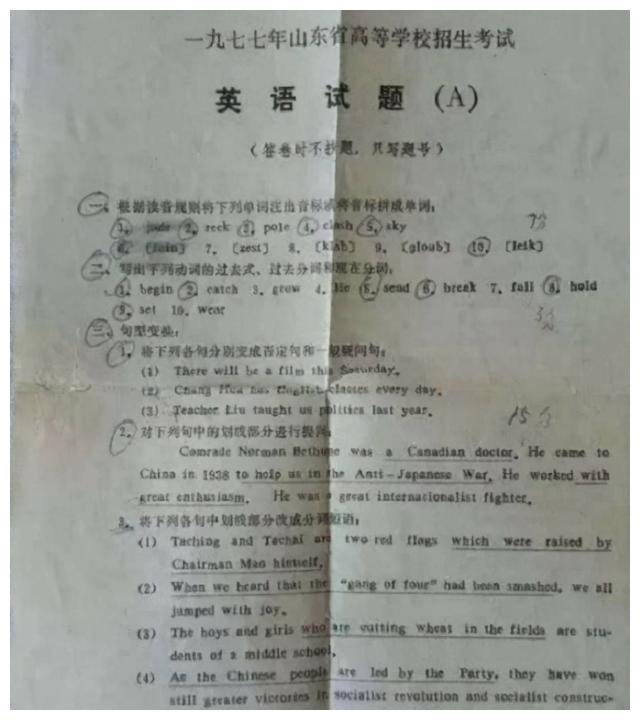 一九七七年山东省高等学校招生考试
英语试题 (A)
(答卷时不抄题，只写题号)
一、根据读音规则将下列单词注出音标或将音标拼成单词：
1. jade 2. reck 3. pole 4. clash 5. sky
7分
6. 7. [zest] 8. 9. [gloub] 10. [leik]
二、写出下列动词的过去式、过去分词和现在分词：
1. begin 2. catch 3. grow 4. lie 5. send 6. break 7. fall 8. hold
9. set 10. wear
三、句型变换：
1. 将下列各句分别变成否定句和一般疑问句：
(1) There will be a film this Saturday.
(2) Chang Hua has English classes every day.
(3) Teacher Liu taught us politics last year.
15分
2. 对下列句中的划线部分进行提问：
Comrade Norman Bethune was a Canadian doctor. He came to
China in 1938 to help us in the Anti-Japanese War. He worked with
great enthusiasm. He was a great internationalist fighter.
3. 将下列各句中划线部分改成分词短语：
(1) Taching and Tachai are two red flags which were raised by
Chairman Mao himself.
(2) When we heard that the "gang of four" had been smashed, we all
jumped with joy.
(3) The boys and girls who are cutting wheat in the fields are stu-
dents of a middle school.
(4) As the Chinese people are led by the Party, they have won
still greater victories in socialist revolution and socialist construc-